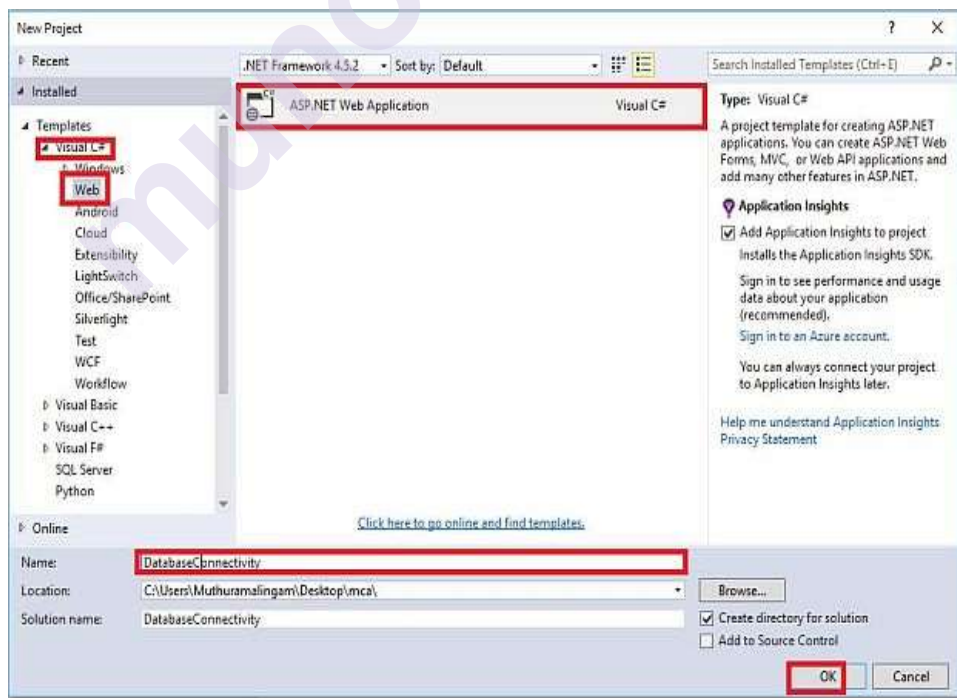 New Project
? X
Recent
.NET Framework 4.5.2
Sort by: Default
Search Installed Templates (Ctrl+E)
Installed
Templates
Visual C#
Windows
Web
Android
Cloud
Extensibility
LightSwitch
Office/SharePoint
Silverlight
Test
WCF
Workflow
Visual Basic
Visual C++
Visual F#
SQL Server
Python
Online
C#
ASP.NET Web Application
Visual C#
Click here to go online and find templates.
Type: Visual C#
A project template for creating ASP.NET
applications. You can create ASP.NET Web
Forms, MVC, or Web API applications and
add many other features in ASP.NET.
Application Insights
Add Application Insights to project
Installs the Application Insights SDK.
Sign in to see performance and usage
data about your application
(recommended).
Sign in to an Azure account.
You can always connect your project
to Application Insights later.
Help me understand Application Insights
Privacy Statement
Name: DatabaseConnectivity
Location: C:\Users\Muthuramalingam\Desktop\mca\
Browse...
Solution name: DatabaseConnectivity
Create directory for solution
Add to Source Control
OK
Cancel